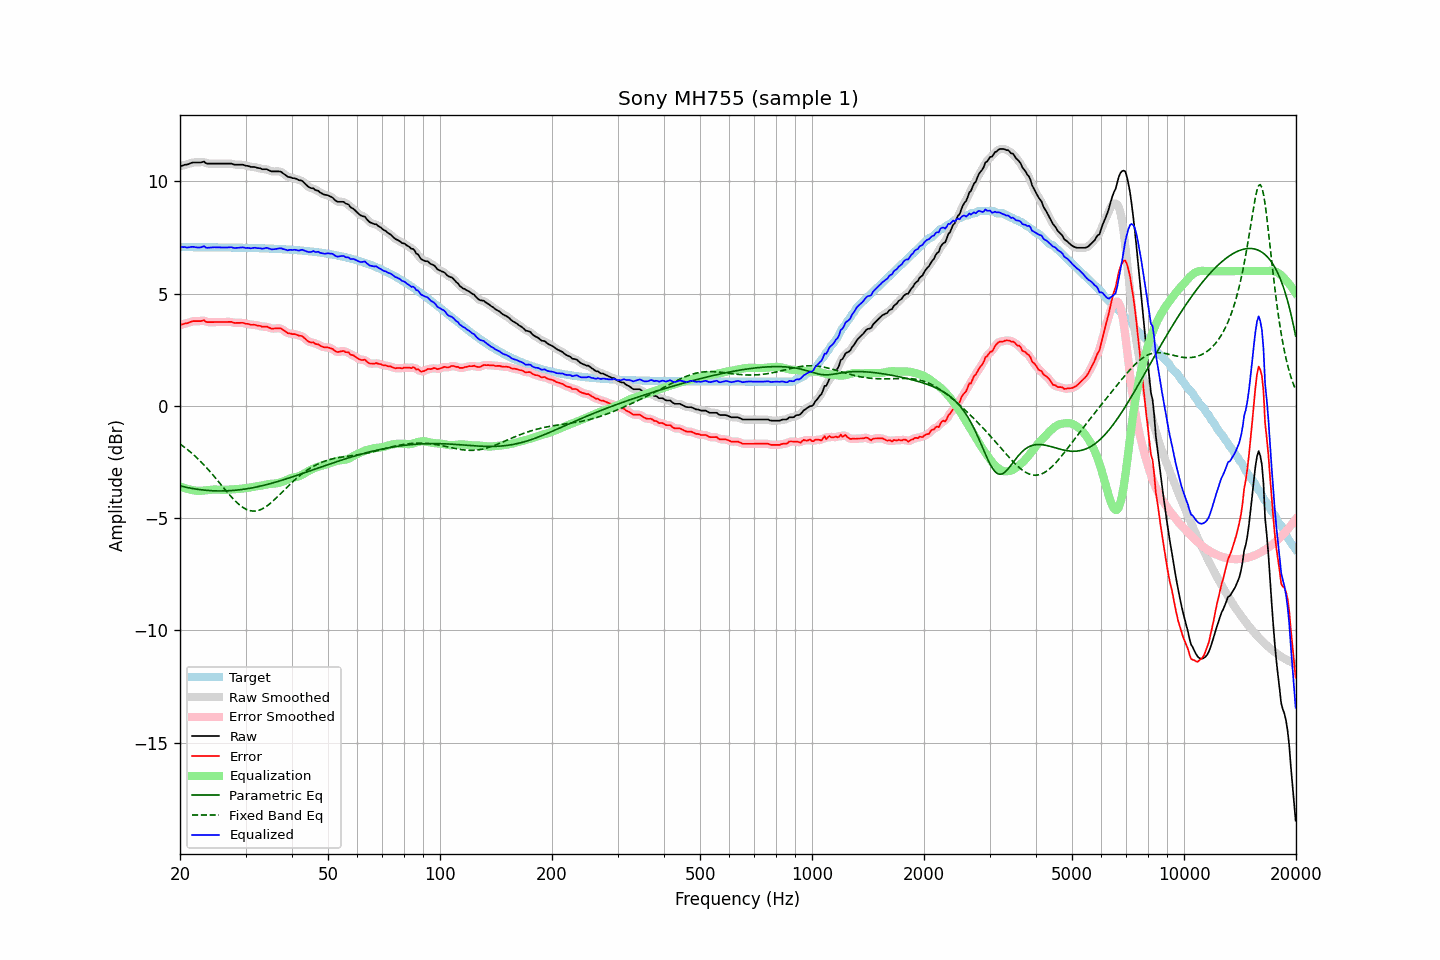 Sony MH755 (sample 1)
Amplitude (dBr)
10
5
0
−5
−10
−15
Target
Raw Smoothed
Error Smoothed
Raw
Error
Equalization
Parametric Eq
Fixed Band Eq
Equalized
20 50 100 200 500 1000 2000 5000 10000 20000
Frequency (Hz)